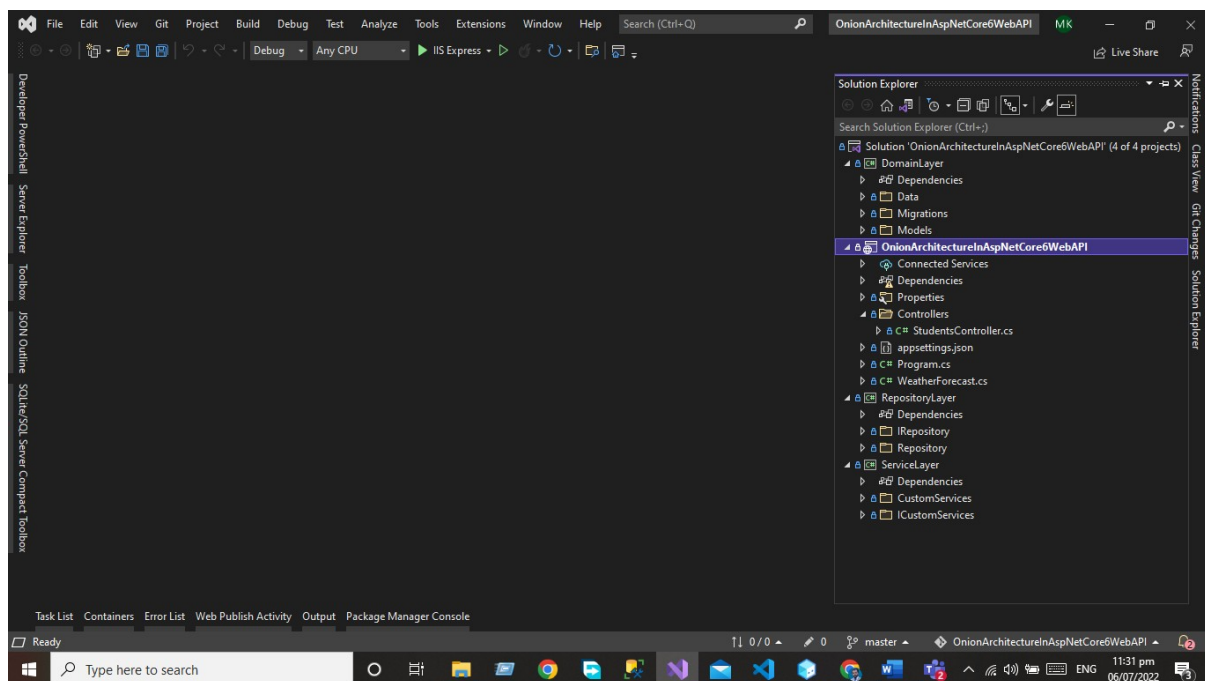 File Edit View Git Project Build Debug Test Analyze Tools Extensions Window Help Search (Ctrl+Q) OnionArchitectureInAspNetCore6WebAPI MK
Debug Any CPU IIS Express Live Share
Developer PowerShell
Server Explorer
Toolbox
JSON Outline
SQLite/SQL Server Compact Toolbox
Solution Explorer
Search Solution Explorer (Ctrl+;)
Solution 'OnionArchitectureInAspNetCore6WebAPI' (4 of 4 projects)
C# DomainLayer
Dependencies
Data
Migrations
Models
OnionArchitectureInAspNetCore6WebAPI
Connected Services
Dependencies
Properties
Controllers
C# StudentsController.cs
appsettings.json
C# Program.cs
C# WeatherForecast.cs
C# RepositoryLayer
Dependencies
IRepository
Repository
C# ServiceLayer
Dependencies
CustomServices
ICustomServices
Notifications
Class View
Git Changes
Solution Explorer
Task List Containers Error List Web Publish Activity Output Package Manager Console
Ready 0 / 0 0 master OnionArchitectureInAspNetCore6WebAPI 2
Type here to search W 2 ENG 11:31 pm 3
06/07/2022